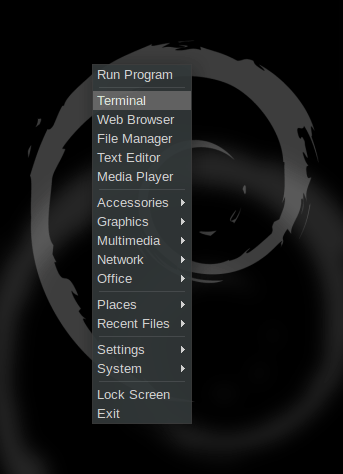 Run Program
Terminal
Web Browser
File Manager
Text Editor
Media Player
Accessories
Graphics
Multimedia
Network
Office
Places
Recent Files
Settings
System
Lock Screen
Exit